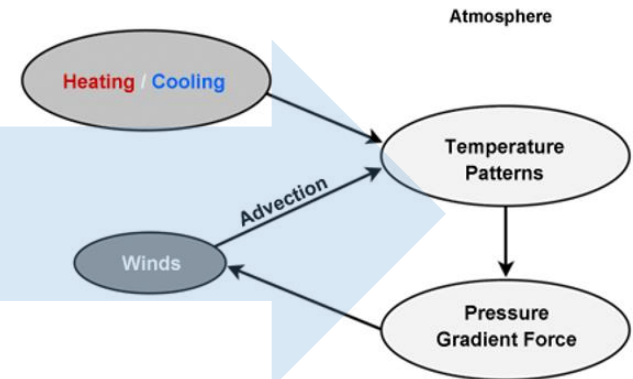 Atmosphere
Heating / Cooling
Temperature
Patterns
Advection
Winds
Pressure
Gradient Force